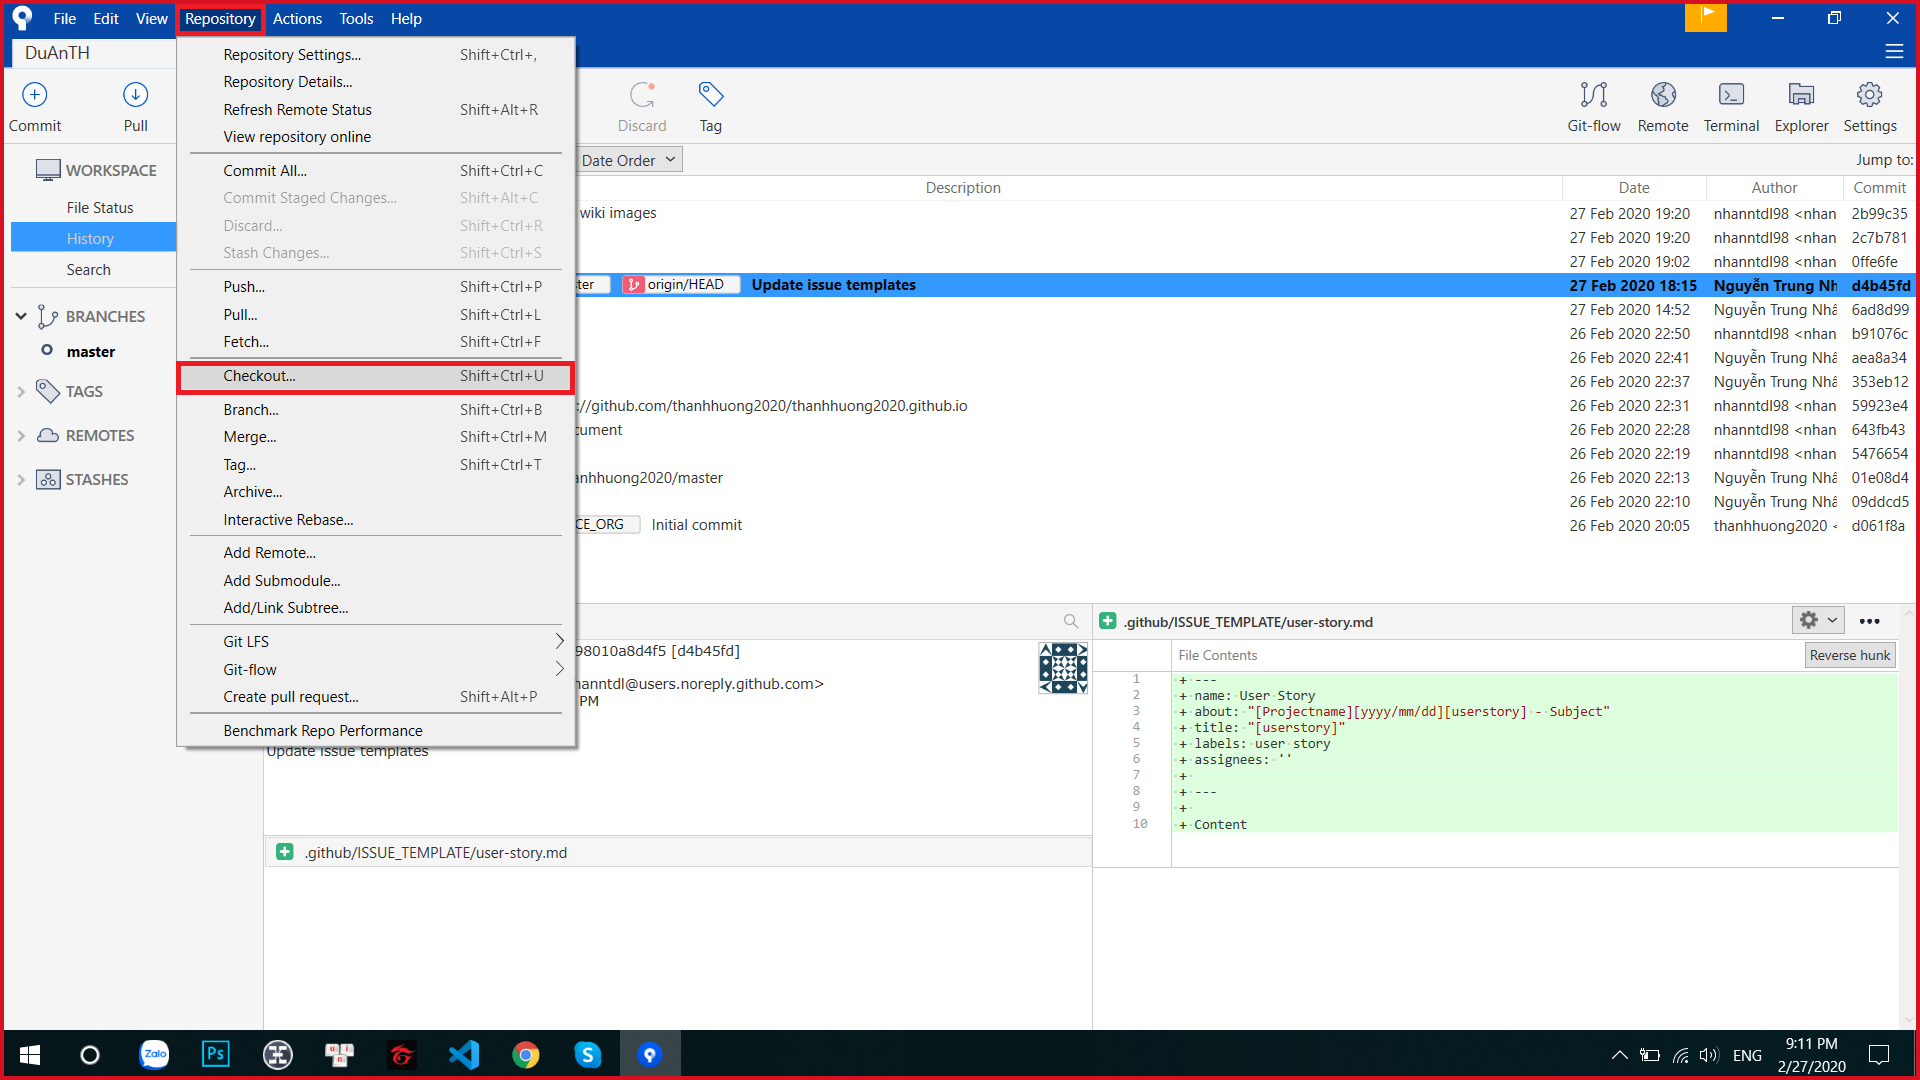 File Edit View Repository Actions Tools Help
DuAnTH
Commit Pull Discard Tag Git-flow Remote Terminal Explorer Settings
Repository Settings... Shift+Ctrl+,
Repository Details...
Refresh Remote Status Shift+Alt+R
View repository online
Commit All... Shift+Ctrl+C
Commit Staged Changes... Shift+Alt+C
Discard... Shift+Ctrl+R
Stash Changes... Shift+Ctrl+S
Push... Shift+Ctrl+P
Pull... Shift+Ctrl+L
Fetch... Shift+Ctrl+F
Checkout... Shift+Ctrl+U
Branch... Shift+Ctrl+B
Merge... Shift+Ctrl+M
Tag... Shift+Ctrl+T
Archive...
Interactive Rebase...
Add Remote...
Add Submodule...
Add/Link Subtree...
Git LFS
Git-flow
Create pull request... Shift+Alt+P
Benchmark Repo Performance
WORKSPACE
File Status
History
Search
BRANCHES
master
TAGS
REMOTES
STASHES
Date Order Jump to:
Description Date Author Commit
wiki images 27 Feb 2020 19:20 nhanntdl98 <nhan 2b99c35
27 Feb 2020 19:20 nhanntdl98 <nhan 2c7b781
27 Feb 2020 19:02 nhanntdl98 <nhan 0ffe6fe
ter origin/HEAD Update issue templates 27 Feb 2020 18:15 Nguyễn Trung Nh d4b45fd
27 Feb 2020 14:52 Nguyễn Trung Nhâ 6ad8d99
26 Feb 2020 22:50 nhanntdl98 <nhan b91076c
26 Feb 2020 22:41 Nguyễn Trung Nhâ aea8a34
26 Feb 2020 22:37 Nguyễn Trung Nhâ 353eb12
://github.com/thanhhuong2020/thanhhuong2020.github.io 26 Feb 2020 22:31 nhanntdl98 <nhan 59923e4
cument 26 Feb 2020 22:28 nhanntdl98 <nhan 643fb43
26 Feb 2020 22:19 nhanntdl98 <nhan 5476654
anhhuong2020/master 26 Feb 2020 22:13 Nguyễn Trung Nhâ 01e08d4
26 Feb 2020 22:10 Nguyễn Trung Nhâ 09ddcd5
CE_ORG Initial commit 26 Feb 2020 20:05 thanhhuong2020 < d061f8a
98010a8d4f5 [d4b45fd]
anntdl@users.noreply.github.com>
PM
Update issue templates
.github/ISSUE_TEMPLATE/user-story.md
.github/ISSUE_TEMPLATE/user-story.md
File Contents Reverse hunk
1 + ---
2 + name: User Story
3 + about: "[Projectname][yyyy/mm/dd][userstory] - Subject"
4 + title: "[userstory]"
5 + labels: user story
6 + assignees: ''
7 +
8 + ---
9 +
10 + Content
Zalo Ps
ENG 9:11 PM
2/27/2020